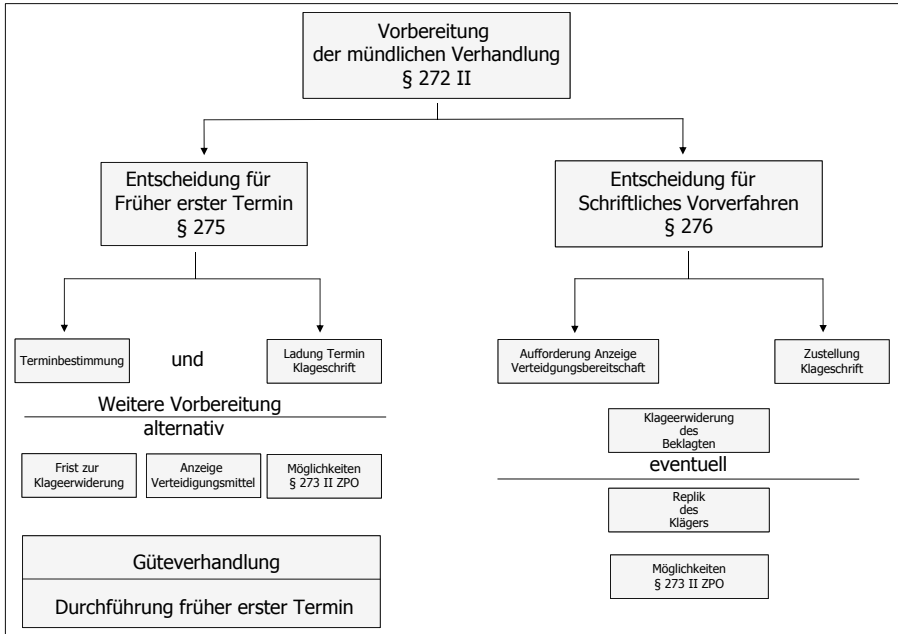 Vorbereitung
der mündlichen Verhandlung
§ 272 II
Entscheidung für
Früher erster Termin
§ 275
Entscheidung für
Schriftliches Vorverfahren
§ 276
Terminbestimmung
und
Ladung Termin
Klageschrift
Aufforderung Anzeige
Verteidgungsbereitschaft
Zustellung
Klageschrift
Weitere Vorbereitung
alternativ
Frist zur
Klageerwiderung
Anzeige
Verteidigungsmittel
Möglichkeiten
§ 273 II ZPO
Klageerwiderung
des
Beklagten
eventuell
Replik
des
Klägers
Möglichkeiten
§ 273 II ZPO
Güteverhandlung
Durchführung früher erster Termin